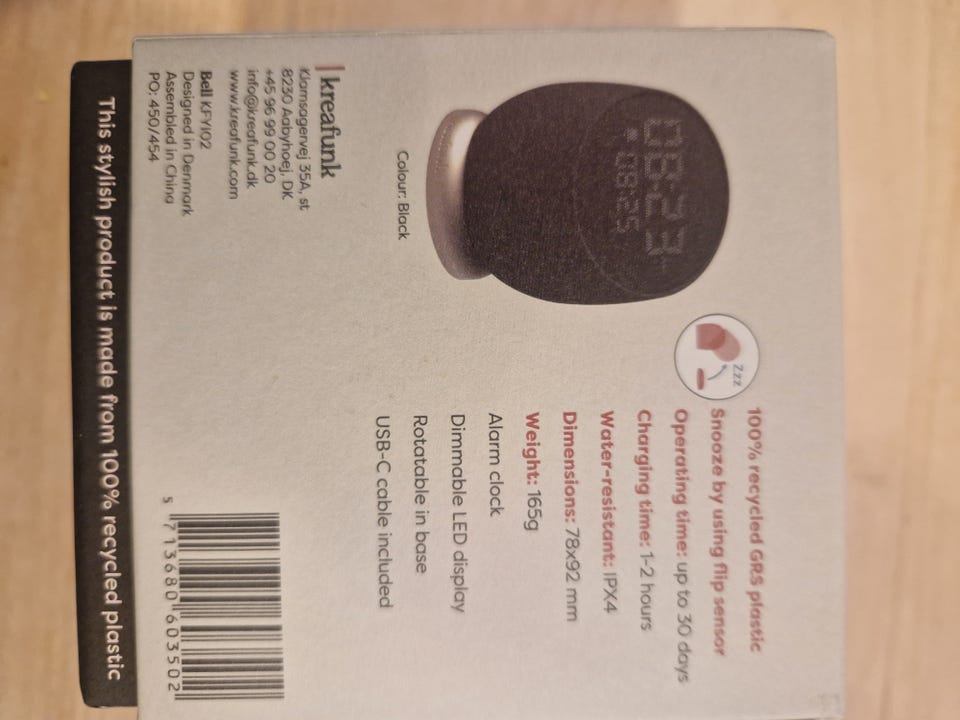 08:23
08:25
Zzz
100% recycled GRS plastic
Snooze by using flip sensor
Operating time: up to 30 days
Charging time: 1-2 hours
Water-resistant: IPX4
Dimensions: 78x92 mm
Weight: 165g
Alarm clock
Dimmable LED display
Rotatable in base
USB-C cable included
Colour: Black
kreafunk
Klamsagervej 35A, st
8230 Aabyhoej, DK
+45 96 99 00 20
info@kreafunk.dk
www.kreafunk.com
Bell KFY102
Designed in Denmark
Assembled in China
PO: 450/454
5 713680 603502
This stylish product is made from 100% recycled plastic